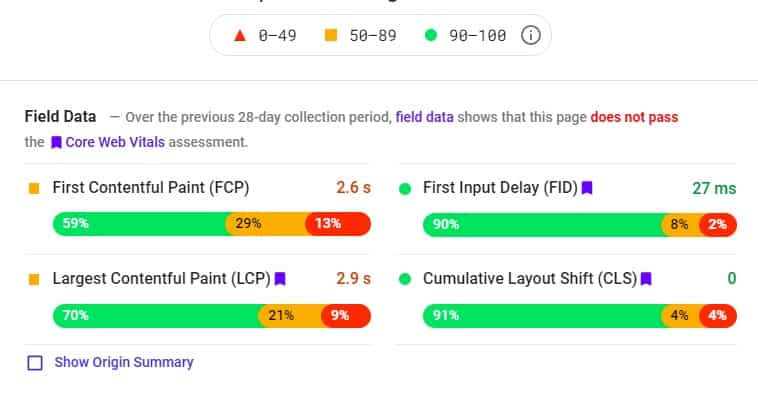 0–49 50–89 90–100
Field Data — Over the previous 28-day collection period, field data shows that this page does not pass
the Core Web Vitals assessment.
First Contentful Paint (FCP) 2.6 s
59% 29% 13%
First Input Delay (FID) 27 ms
90% 8% 2%
Largest Contentful Paint (LCP) 2.9 s
70% 21% 9%
Cumulative Layout Shift (CLS) 0
91% 4% 4%
Show Origin Summary